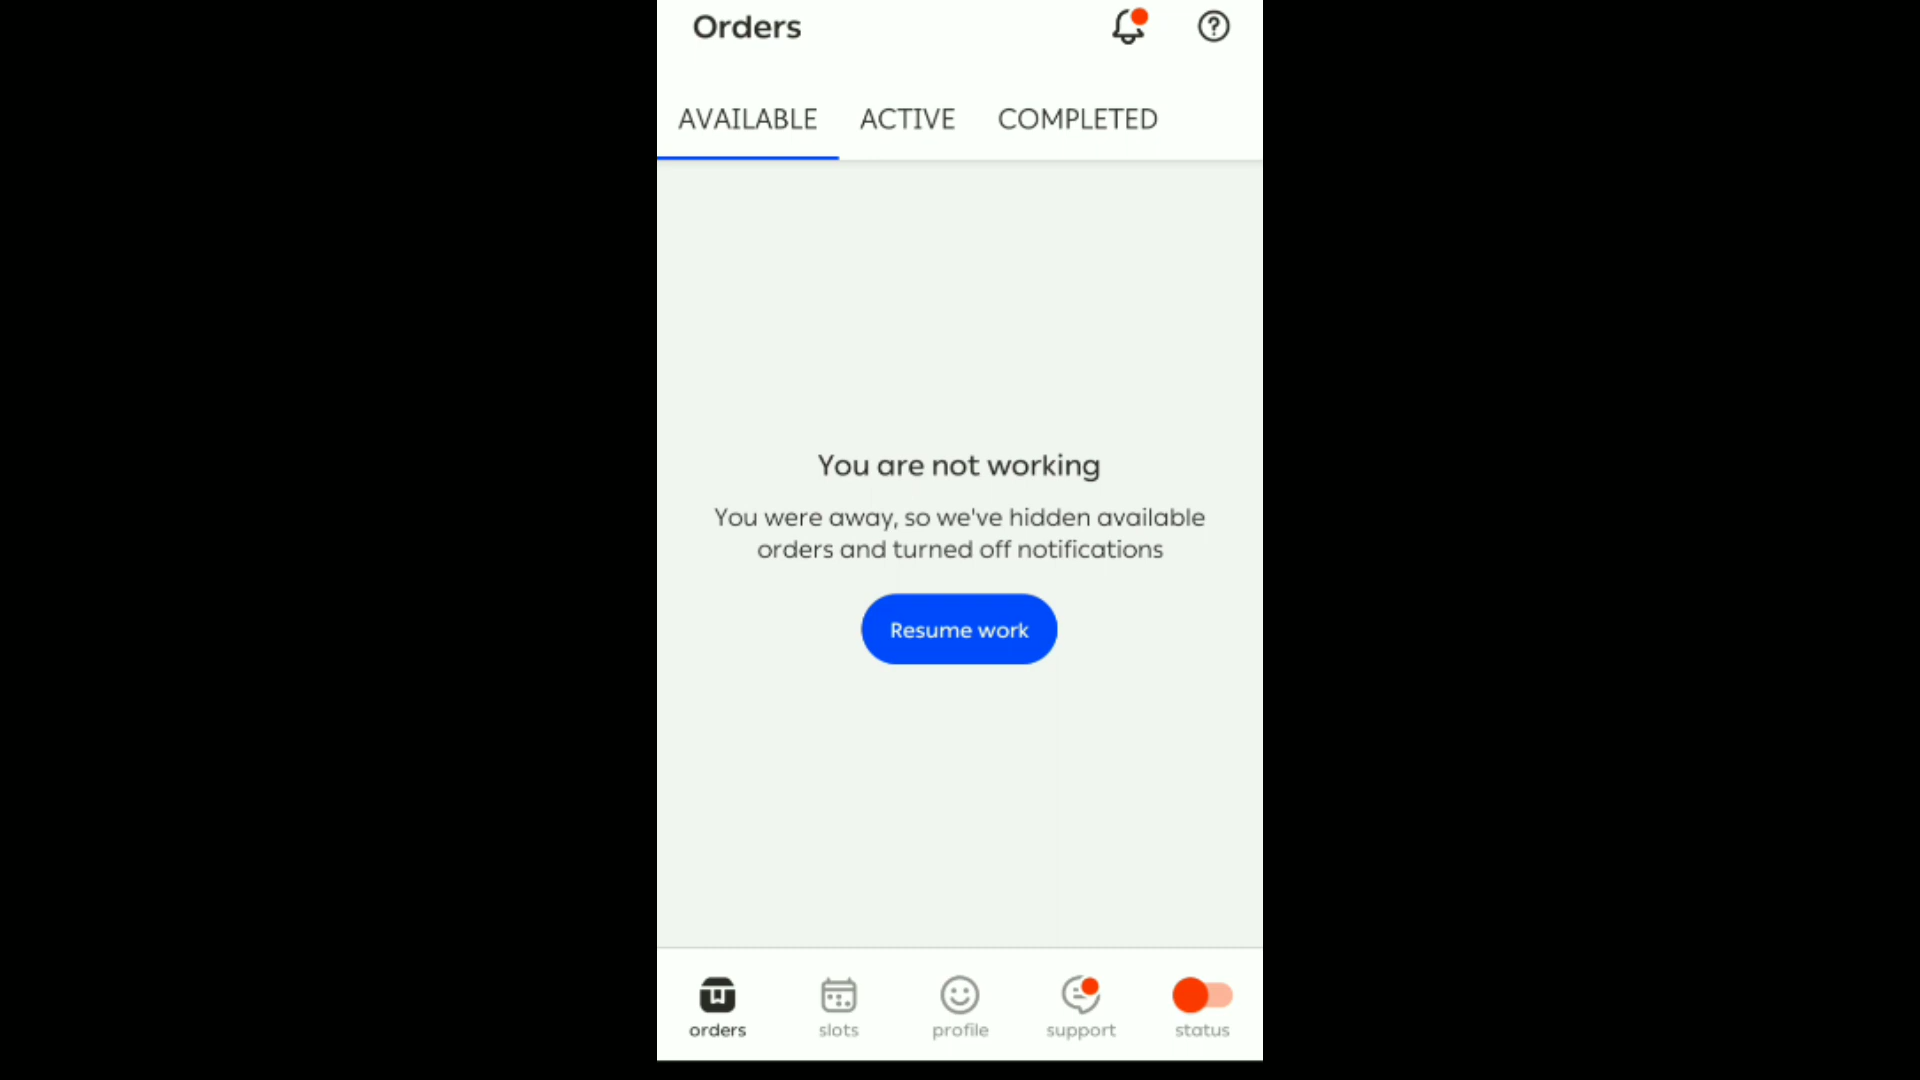 Orders
AVAILABLE ACTIVE COMPLETED
You are not working
You were away, so we've hidden available
orders and turned off notifications
Resume work
orders slots profile support status